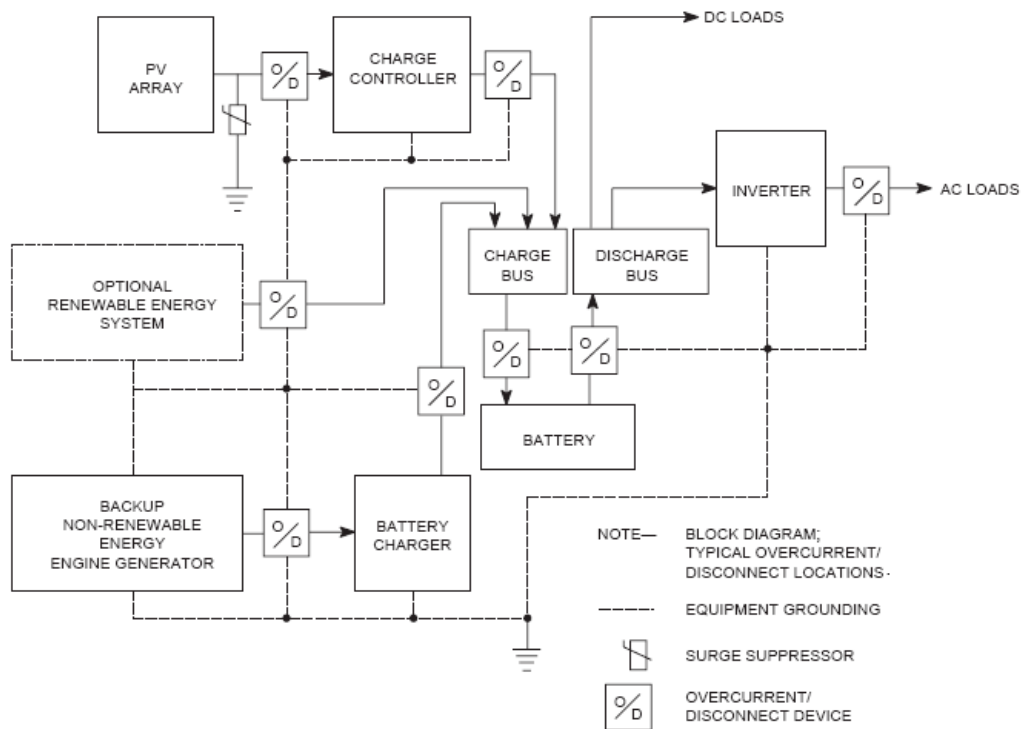 DC LOADS
PV
ARRAY
O/D
CHARGE
CONTROLLER
O/D
INVERTER
O/D
AC LOADS
CHARGE
BUS
DISCHARGE
BUS
OPTIONAL
RENEWABLE ENERGY
SYSTEM
O/D
O/D
O/D
O/D
BATTERY
BACKUP
NON-RENEWABLE
ENERGY
ENGINE GENERATOR
O/D
BATTERY
CHARGER
NOTE— BLOCK DIAGRAM;
TYPICAL OVERCURRENT/
DISCONNECT LOCATIONS.
EQUIPMENT GROUNDING
SURGE SUPPRESSOR
O/D
OVERCURRENT/
DISCONNECT DEVICE